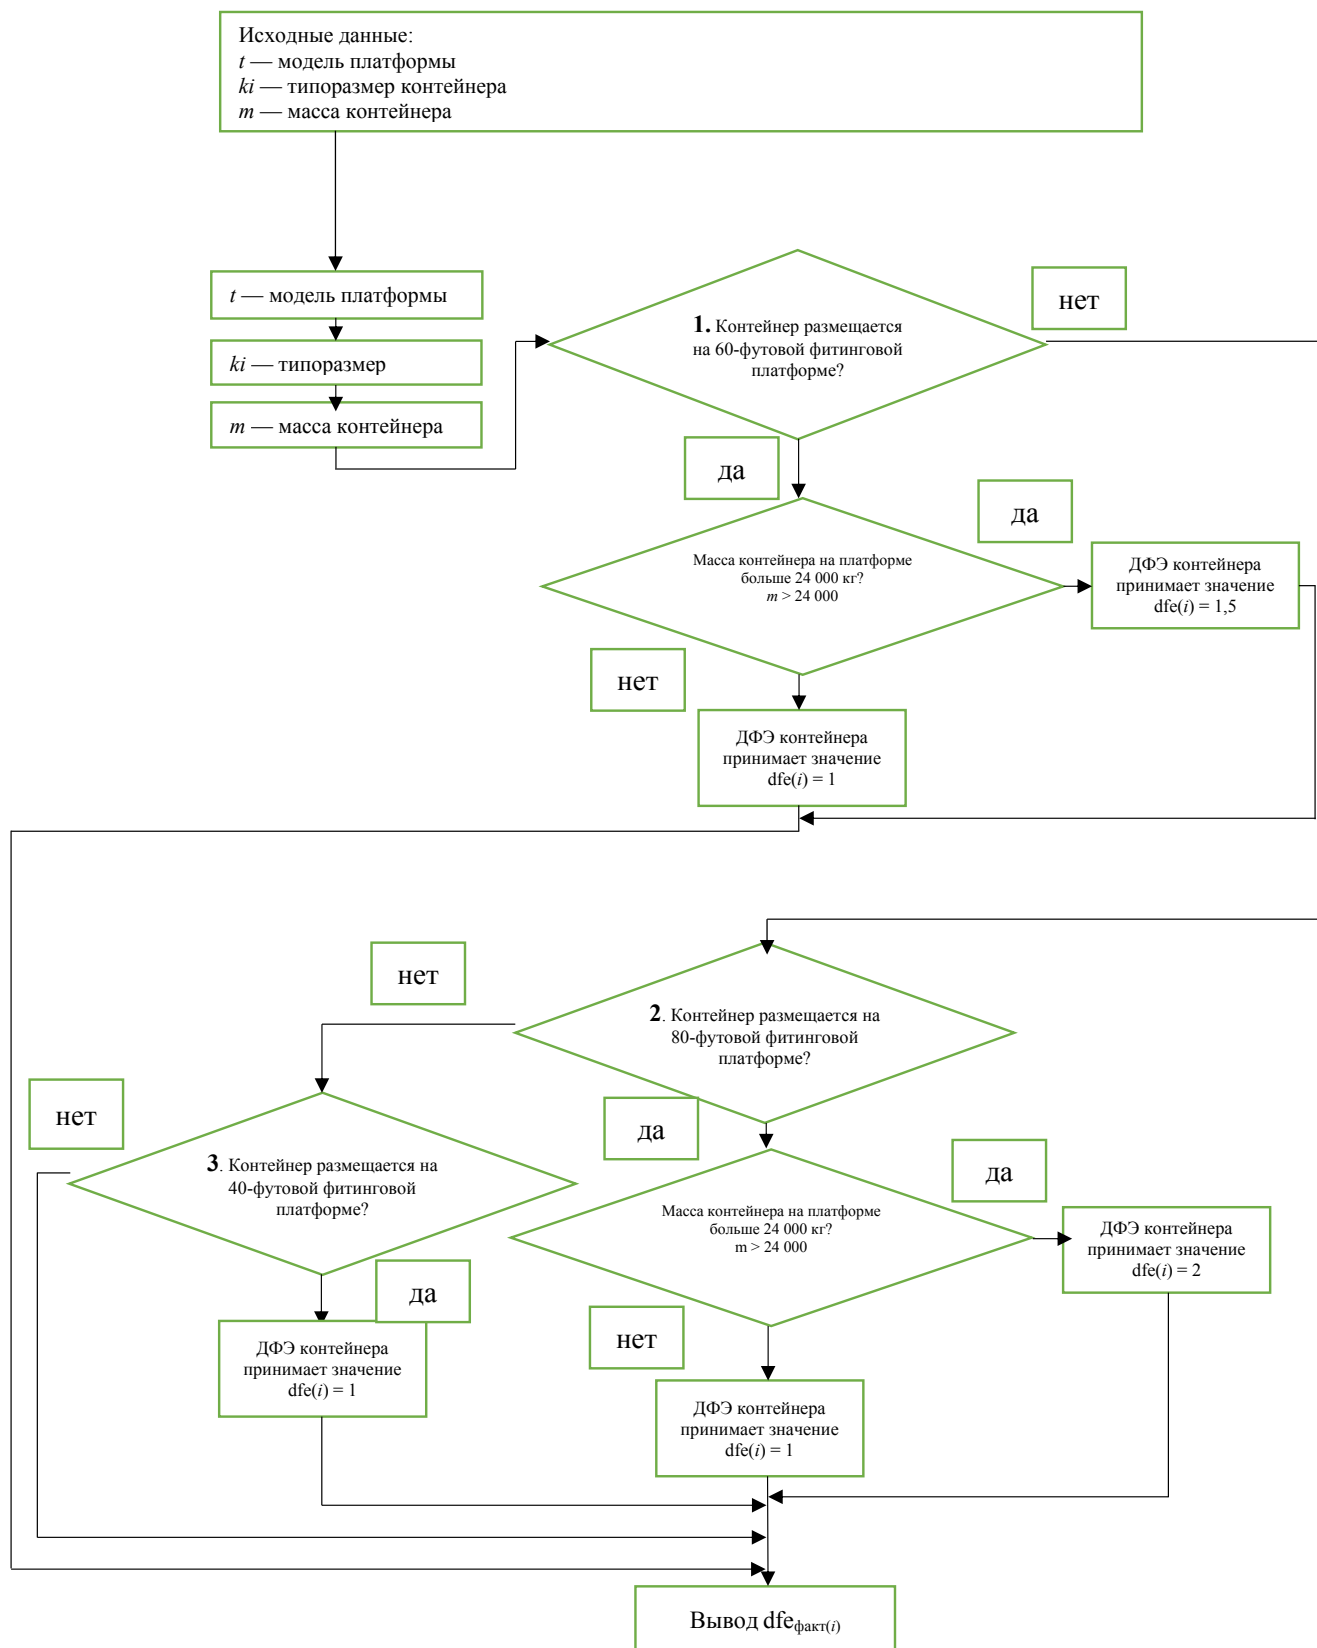 Исходные данные:
t — модель платформы
ki — типоразмер контейнера
m — масса контейнера
t — модель платформы
ki — типоразмер
m — масса контейнера
1. Контейнер размещается
на 60-футовой фитинговой
платформе?
нет
да
Масса контейнера на платформе
больше 24 000 кг?
m > 24 000
да
ДФЭ контейнера
принимает значение
dfe(i) = 1,5
нет
ДФЭ контейнера
принимает значение
dfe(i) = 1
2. Контейнер размещается на
80-футовой фитинговой
платформе?
нет
да
3. Контейнер размещается на
40-футовой фитинговой
платформе?
нет
да
ДФЭ контейнера
принимает значение
dfe(i) = 1
Масса контейнера на платформе
больше 24 000 кг?
m > 24 000
да
ДФЭ контейнера
принимает значение
dfe(i) = 2
нет
ДФЭ контейнера
принимает значение
dfe(i) = 1
Вывод dfeфакт(i)